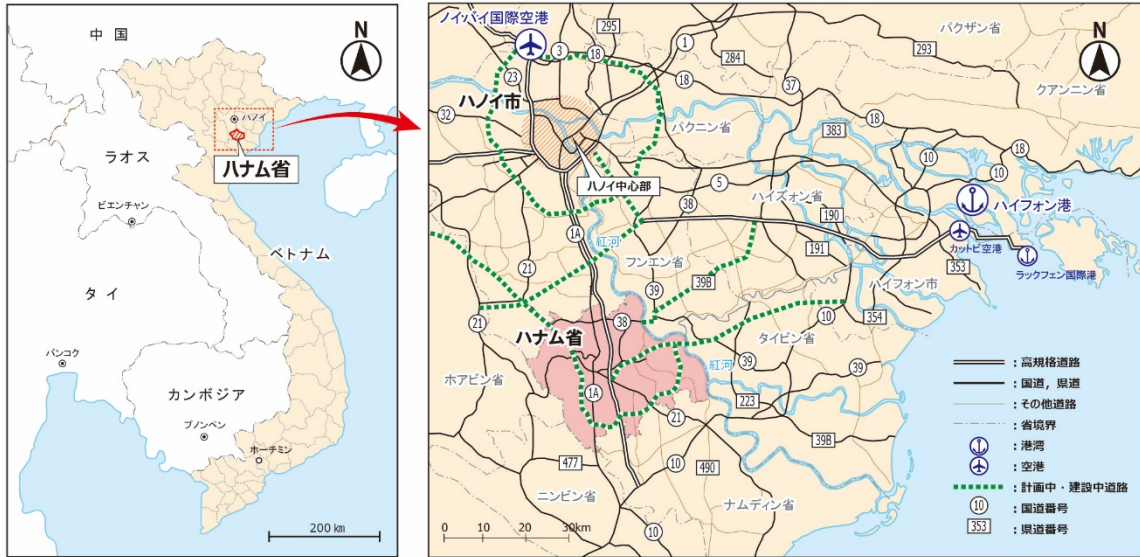 中 国
N
ハノイ
ハナム省
ラオス
ビエンチャン
ベトナム
タ イ
バンコク
カンボジア
プノンペン
ホーチミン
200 km
ノイバイ国際空港
295
1
284
293
バクザン省
N
3
18
23
18
37
クアンニン省
ハノイ市
32
バクニン省
383
18
10
18
10
ハノイ中心部
5
ハイズオン省
38
190
ハイフォン港
1A
紅河
191
カットビ空港
353
ラックフェン国際港
フンエン省
21
39
39B
ハイフォン市
354
21
ハナム省
38
10
タイビン省
ホアビン省
紅河
39
39
1A
223
21
39B
477
10
490
ニンビン省
ナムディン省
10
0 10 20 30km
: 高規格道路
: 国道，県道
: その他道路
: 省境界
: 港湾
: 空港
: 計画中・建設中道路
10 : 国道番号
353 : 県道番号